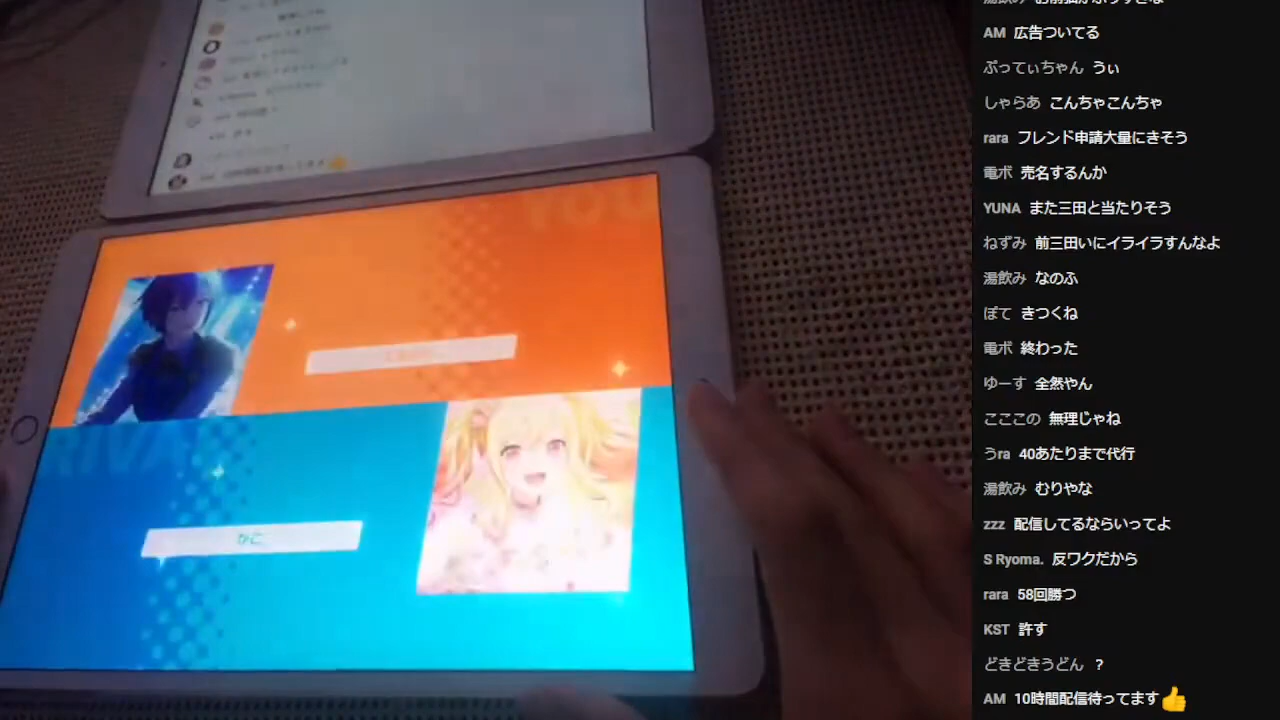 YOU
かこ
AM 広告ついてる
ぷってぃちゃん うぃ
しゃらあ こんちゃこんちゃ
rara フレンド申請大量にきそう
電ボ 売名するんか
YUNA また三田と当たりそう
ねずみ 前三田いにイライラすんなよ
湯飲み なのふ
ぽて きつくね
電ボ 終わった
ゆーす 全然やん
こここの 無理じゃね
うra 40あたりまで代行
湯飲み むりやな
zzz 配信してるならいってよ
S Ryoma. 反ワクだから
rara 58回勝つ
KST 許す
どきどきうどん ?
AM 10時間配信待ってます👍